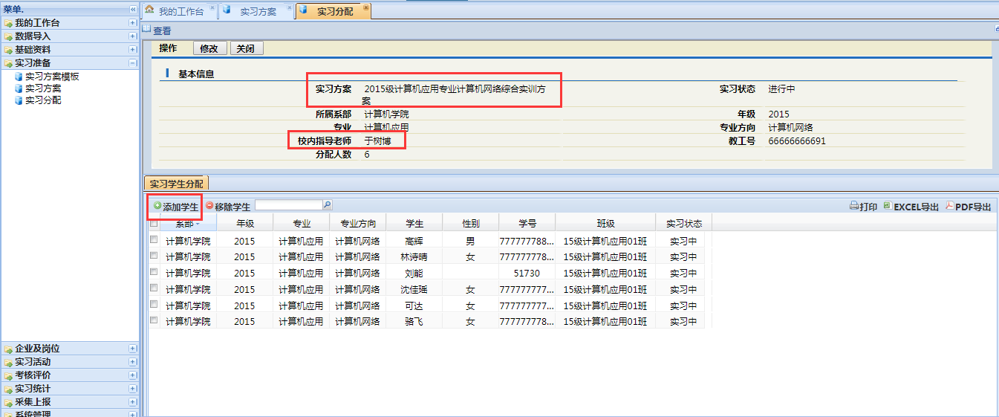 菜单.
我的工作台
数据导入
基础资料
实习准备
实习方案模板
实习方案
实习分配
企业及岗位
实习活动
考核评价
实习统计
采集上报
系统管理
我的工作台 实习方案 实习分配
查看
操作 修改 关闭
基本信息
实习方案 2015级计算机应用专业计算机网络综合实训方 实习状态 进行中
案
所属系部 计算机学院 年级 2015
专业 计算机应用 专业方向 计算机网络
校内指导老师 于树博 教工号 66666666691
分配人数 6
实习学生分配
添加学生 移除学生 打印 EXCEL导出 PDF导出
系部 年级 专业 专业方向 学生 性别 学号 班级 实习状态
计算机学院 2015 计算机应用 计算机网络 高辉 男 777777788... 15级计算机应用01班 实习中
计算机学院 2015 计算机应用 计算机网络 林诗晴 女 777777778... 15级计算机应用01班 实习中
计算机学院 2015 计算机应用 计算机网络 刘能 51730 15级计算机应用01班 实习中
计算机学院 2015 计算机应用 计算机网络 沈佳瑶 女 777777777... 15级计算机应用01班 实习中
计算机学院 2015 计算机应用 计算机网络 可达 女 777777777... 15级计算机应用01班 实习中
计算机学院 2015 计算机应用 计算机网络 骆飞 女 777777778... 15级计算机应用01班 实习中